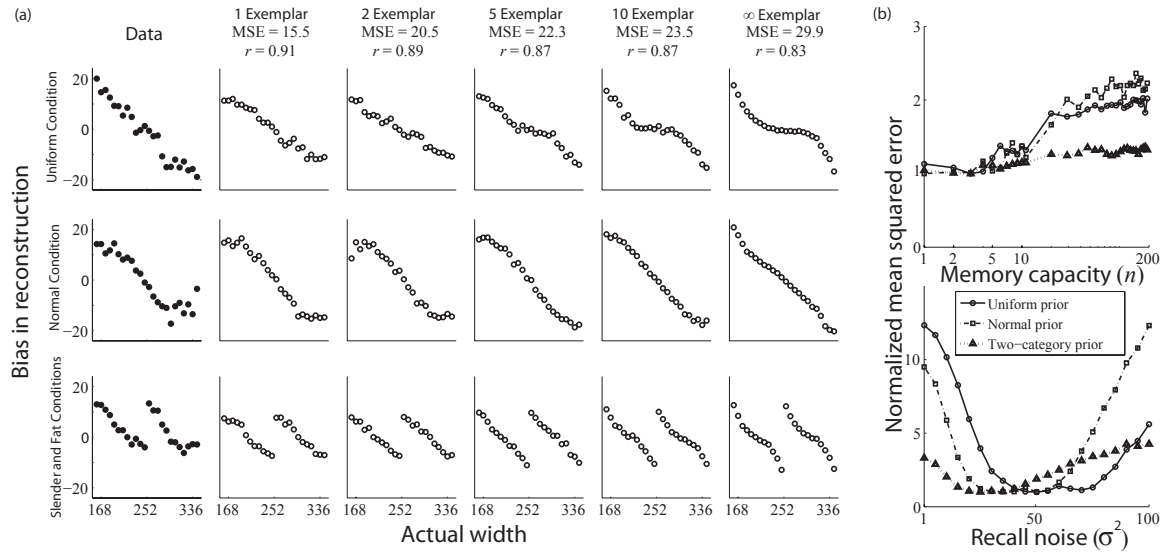 (a)
Data
1 Exemplar
MSE = 15.5
r = 0.91
2 Exemplar
MSE = 20.5
r = 0.89
5 Exemplar
MSE = 22.3
r = 0.87
10 Exemplar
MSE = 23.5
r = 0.87
∞ Exemplar
MSE = 29.9
r = 0.83
Bias in reconstruction
Uniform Condition
20
0
−20
Normal Condition
20
0
−20
Slender and Fat Conditions
20
0
−20
168 252 336
168 252 336
168 252 336
168 252 336
168 252 336
168 252 336
Actual width
(b)
Normalized mean squared error
3
2
1
0
1 2 5 10 200
Memory capacity (n)
Uniform prior
Normal prior
Two−category prior
10
5
0
1 50 100
Recall noise (σ²)